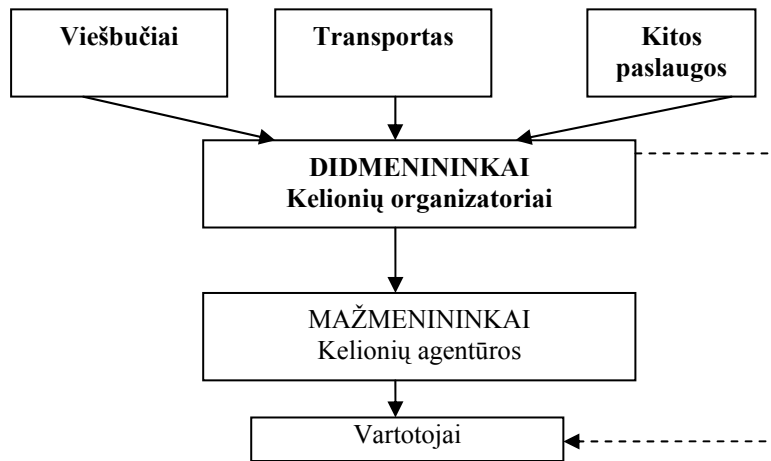 Viešbučiai
Transportas
Kitos
paslaugos
DIDMENININKAI
Kelionių organizatoriai
MAŽMENININKAI
Kelionių agentūros
Vartotojai